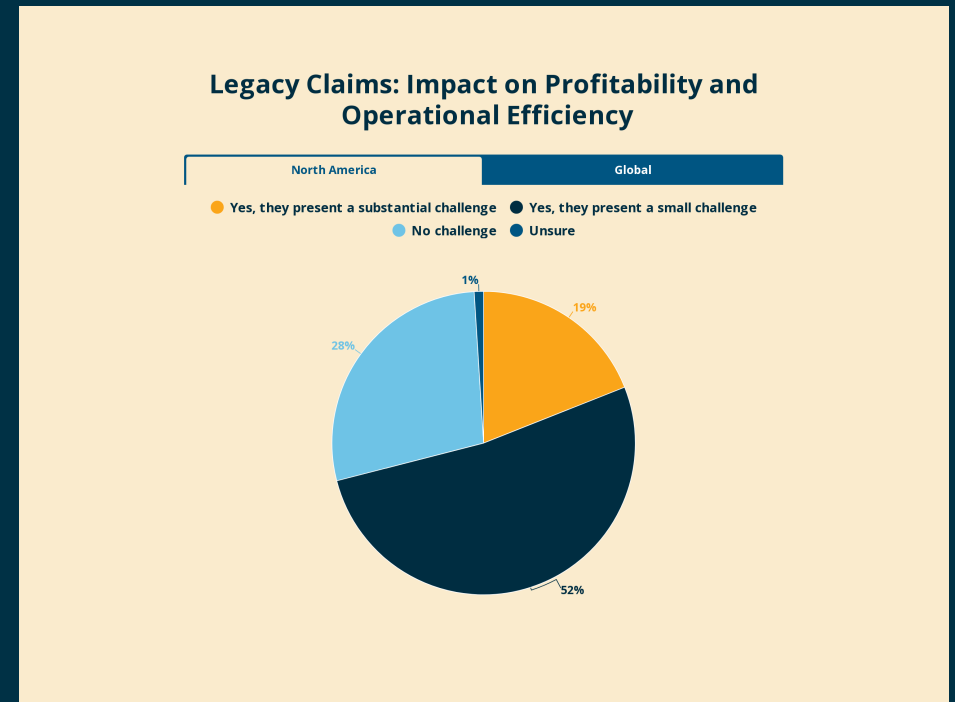 Legacy Claims: Impact on Profitability and
Operational Efficiency
North America
Global
Yes, they present a substantial challenge
Yes, they present a small challenge
No challenge
Unsure
1%
19%
28%
52%